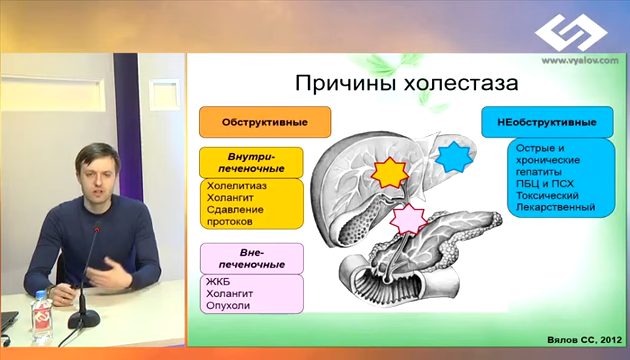 www.vyalov.com
Причины холестаза
Обструктивные
НЕобструктивные
Внутри-
печеночные
Холелитиаз
Холангит
Сдавление
протоков
Вне-
печеночные
ЖКБ
Холангит
Опухоли
Острые и
хронические
гепатиты
ПБЦ и ПСХ
Токсический
Лекарственный
Вялов СС, 2012